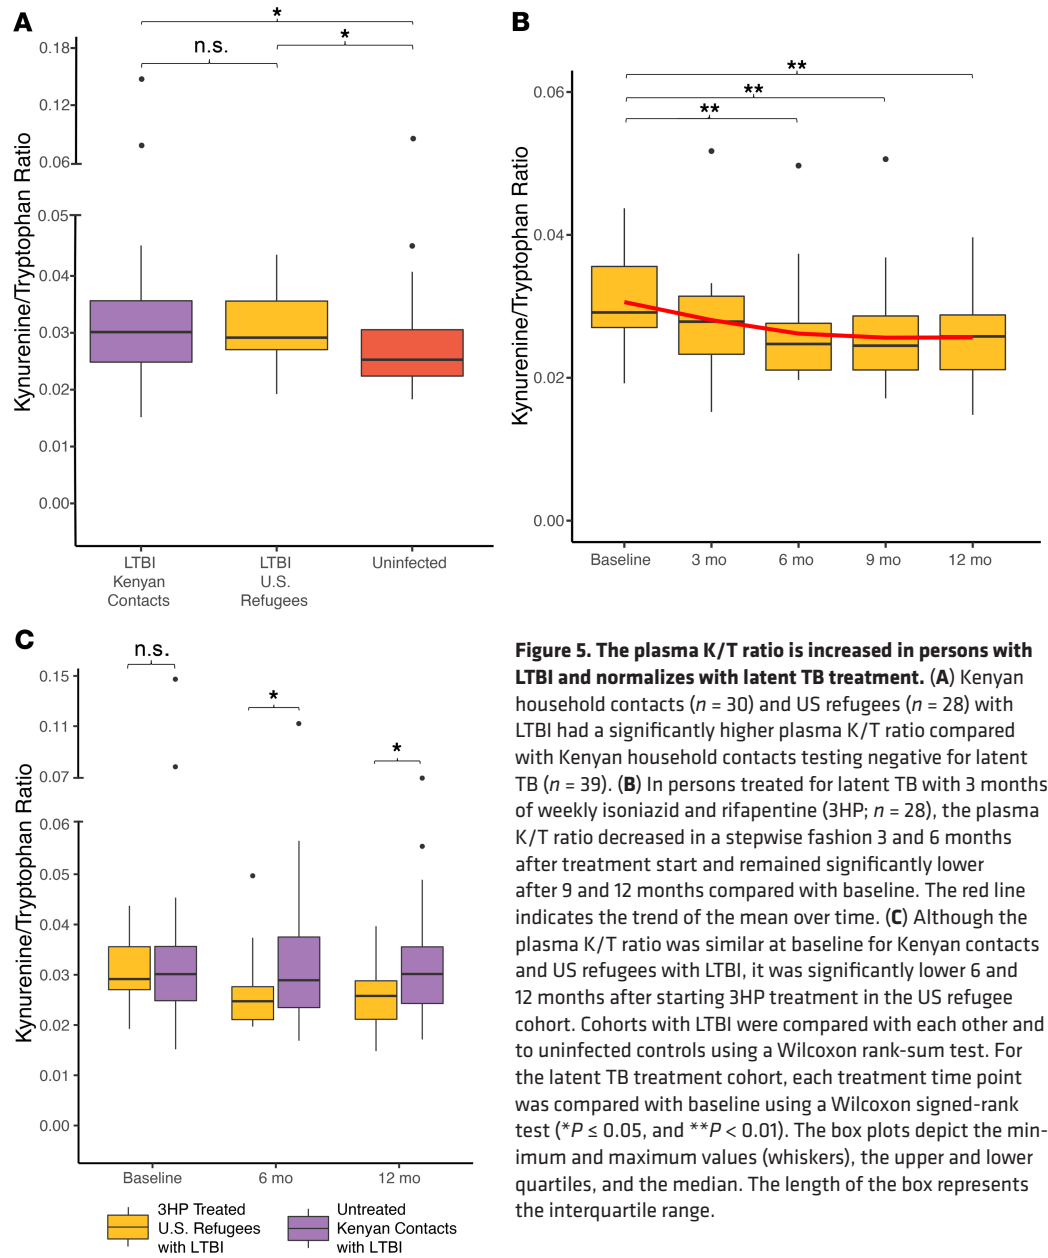 A
*
*
n.s.
0.18
0.12
0.06
0.05
0.04
0.03
0.02
0.01
0.00
Kynurenine/Tryptophan Ratio
LTBI
Kenyan
Contacts
LTBI
U.S.
Refugees
Uninfected
B
**
**
**
0.06
0.04
0.02
0.00
Kynurenine/Tryptophan Ratio
Baseline
3 mo
6 mo
9 mo
12 mo
C
n.s.
*
*
0.15
0.11
0.07
0.06
0.05
0.04
0.03
0.02
0.01
0.00
Kynurenine/Tryptophan Ratio
Baseline
6 mo
12 mo
3HP Treated
U.S. Refugees
with LTBI
Untreated
Kenyan Contacts
with LTBI
Figure 5. The plasma K/T ratio is increased in persons with
LTBI and normalizes with latent TB treatment. (A) Kenyan
household contacts (n = 30) and US refugees (n = 28) with
LTBI had a significantly higher plasma K/T ratio compared
with Kenyan household contacts testing negative for latent
TB (n = 39). (B) In persons treated for latent TB with 3 months
of weekly isoniazid and rifapentine (3HP; n = 28), the plasma
K/T ratio decreased in a stepwise fashion 3 and 6 months
after treatment start and remained significantly lower
after 9 and 12 months compared with baseline. The red line
indicates the trend of the mean over time. (C) Although the
plasma K/T ratio was similar at baseline for Kenyan contacts
and US refugees with LTBI, it was significantly lower 6 and
12 months after starting 3HP treatment in the US refugee
cohort. Cohorts with LTBI were compared with each other and
to uninfected controls using a Wilcoxon rank-sum test. For
the latent TB treatment cohort, each treatment time point
was compared with baseline using a Wilcoxon signed-rank
test (*P ≤ 0.05, and **P < 0.01). The box plots depict the min-
imum and maximum values (whiskers), the upper and lower
quartiles, and the median. The length of the box represents
the interquartile range.